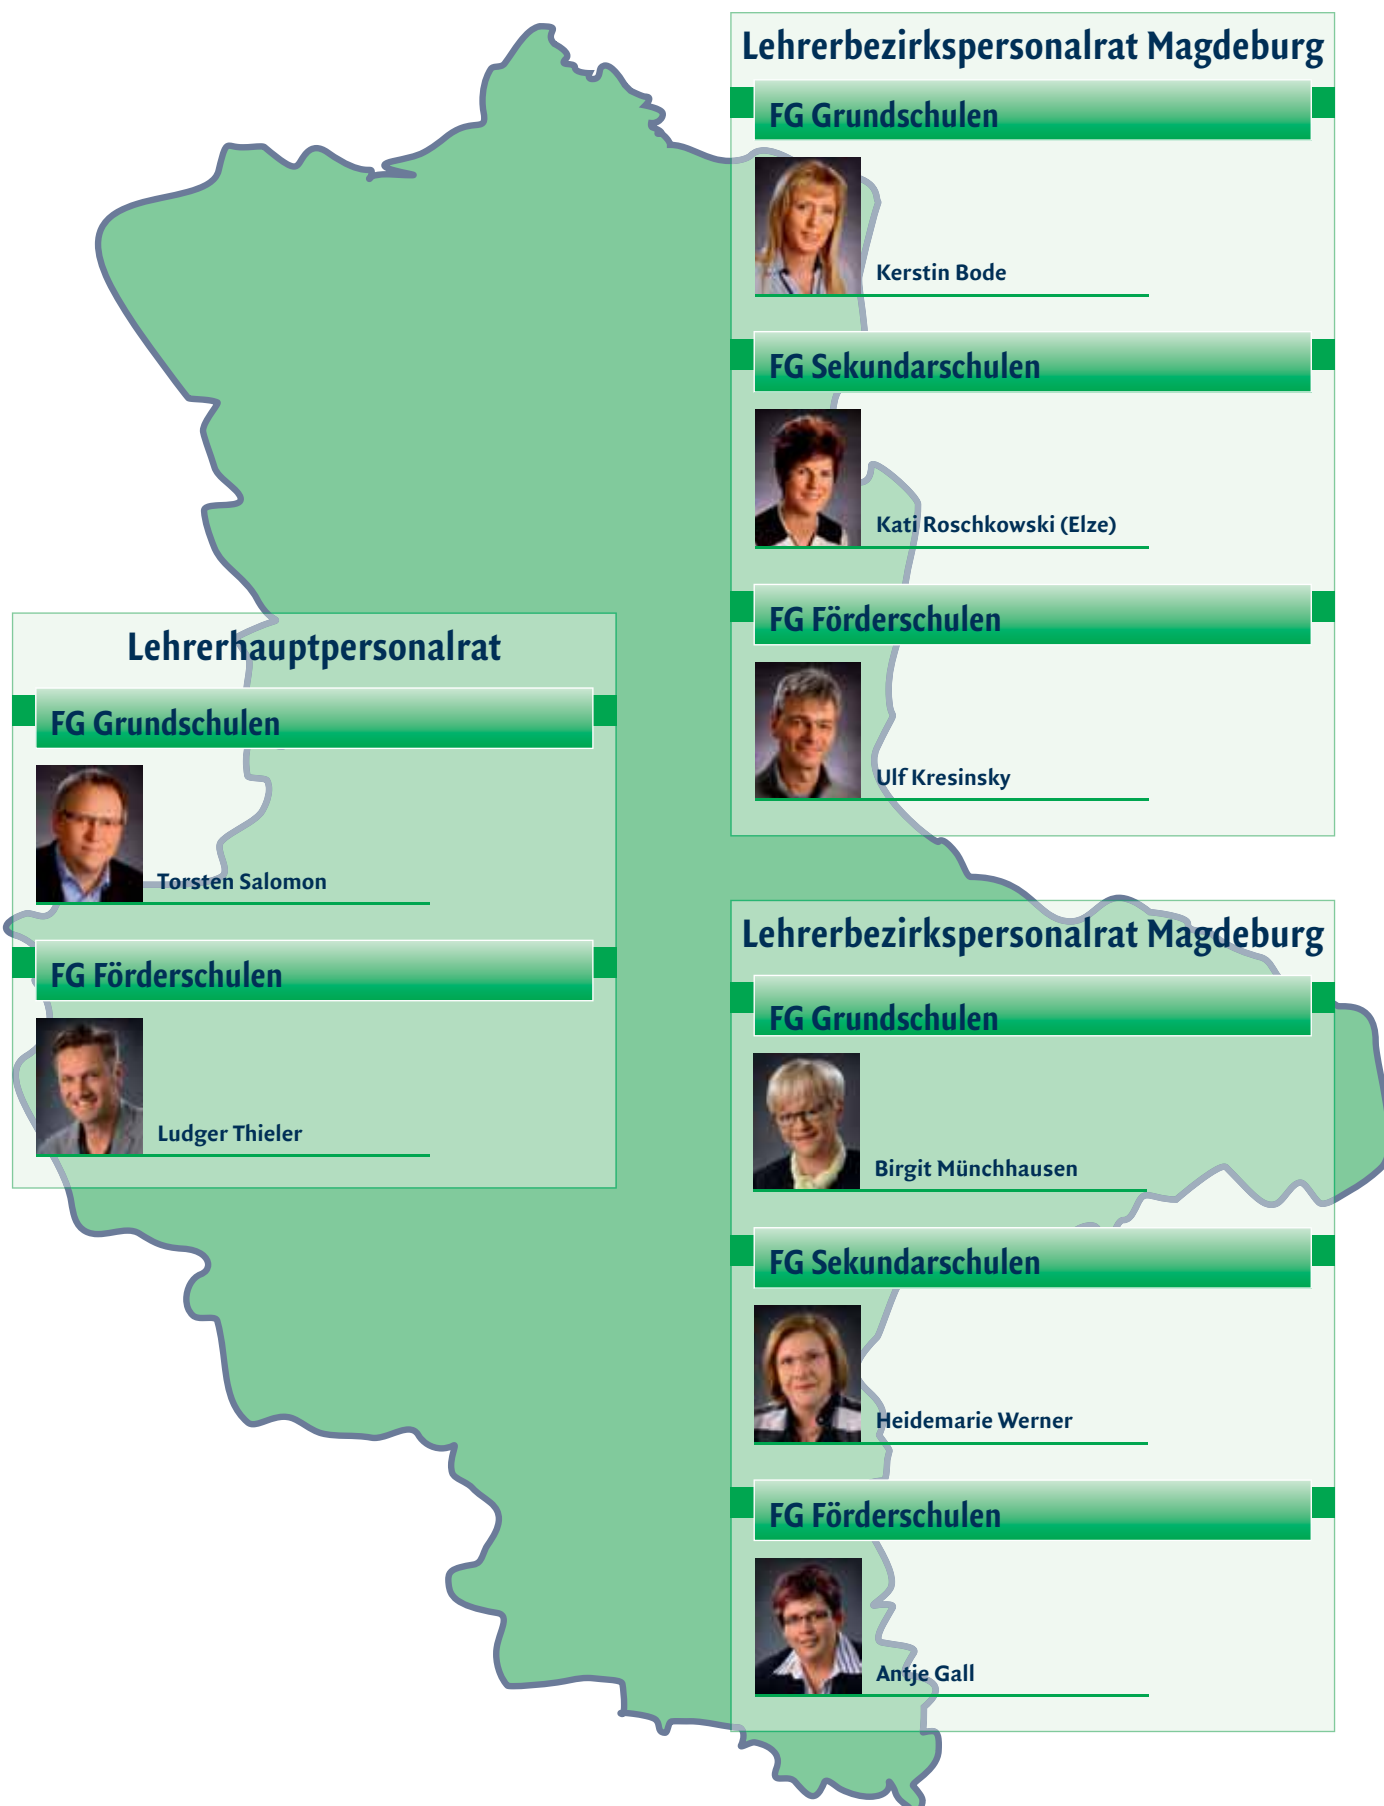 Lehrerbezirkspersonalrat Magdeburg
FG Grundschulen
Kerstin Bode
FG Sekundarschulen
Kati Roschkowski (Elze)
FG Förderschulen
Ulf Kresinsky
Lehrerhauptpersonalrat
FG Grundschulen
Torsten Salomon
FG Förderschulen
Ludger Thieler
Lehrerbezirkspersonalrat Magdeburg
FG Grundschulen
Birgit Münchhausen
FG Sekundarschulen
Heidemarie Werner
FG Förderschulen
Antje Gall